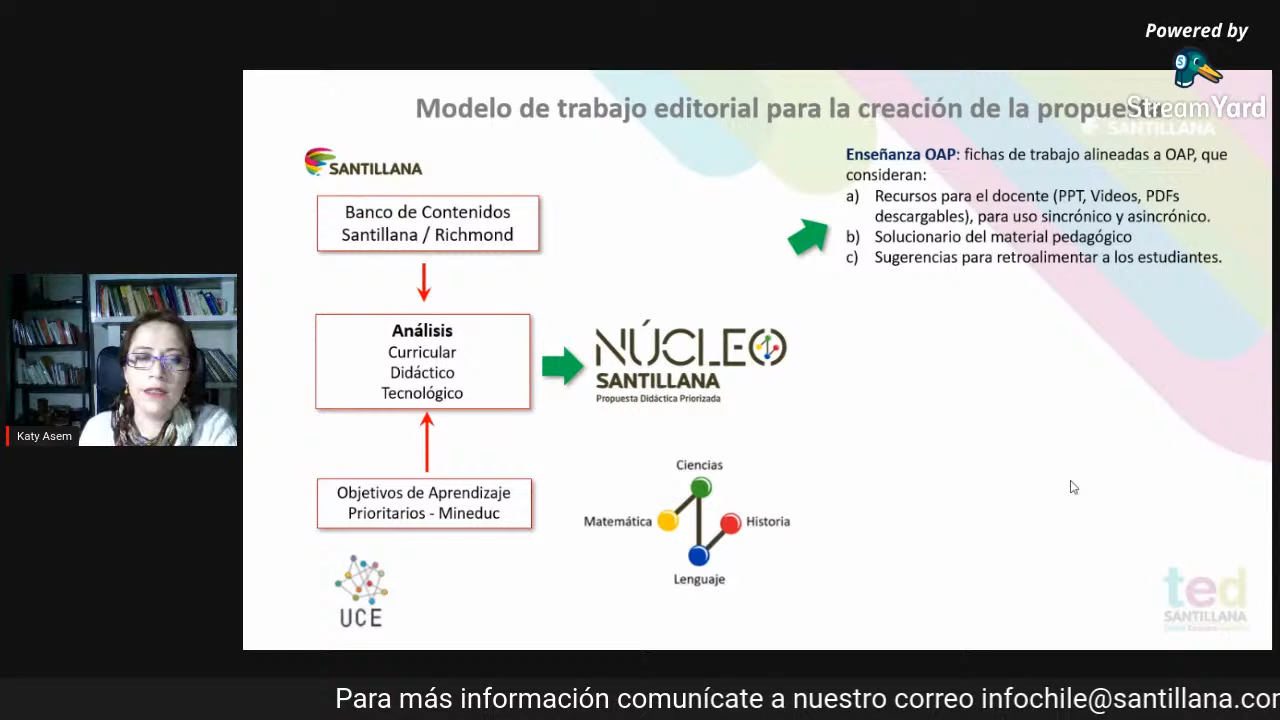 Powered by
StreamYard
Modelo de trabajo editorial para la creación de la
SANTILLANA
SANTILLANA
Banco de Contenidos
Santillana / Richmond
Análisis
Curricular
Didáctico
Tecnológico
Objetivos de Aprendizaje
Prioritarios - Mineduc
UCE
NÚCLEO
SANTILLANA
Propuesta Didáctica Priorizada
Ciencias
Matemática
Historia
Lenguaje
Enseñanza OAP: fichas de trabajo alineadas a OAP, que
consideran:
a) Recursos para el docente (PPT, Videos, PDFs
descargables), para uso sincrónico y asincrónico.
b) Solucionario del material pedagógico
c) Sugerencias para retroalimentar a los estudiantes.
Katy Asem
ted
SANTILLANA
Para más información comunícate a nuestro correo infochile@santillana.com